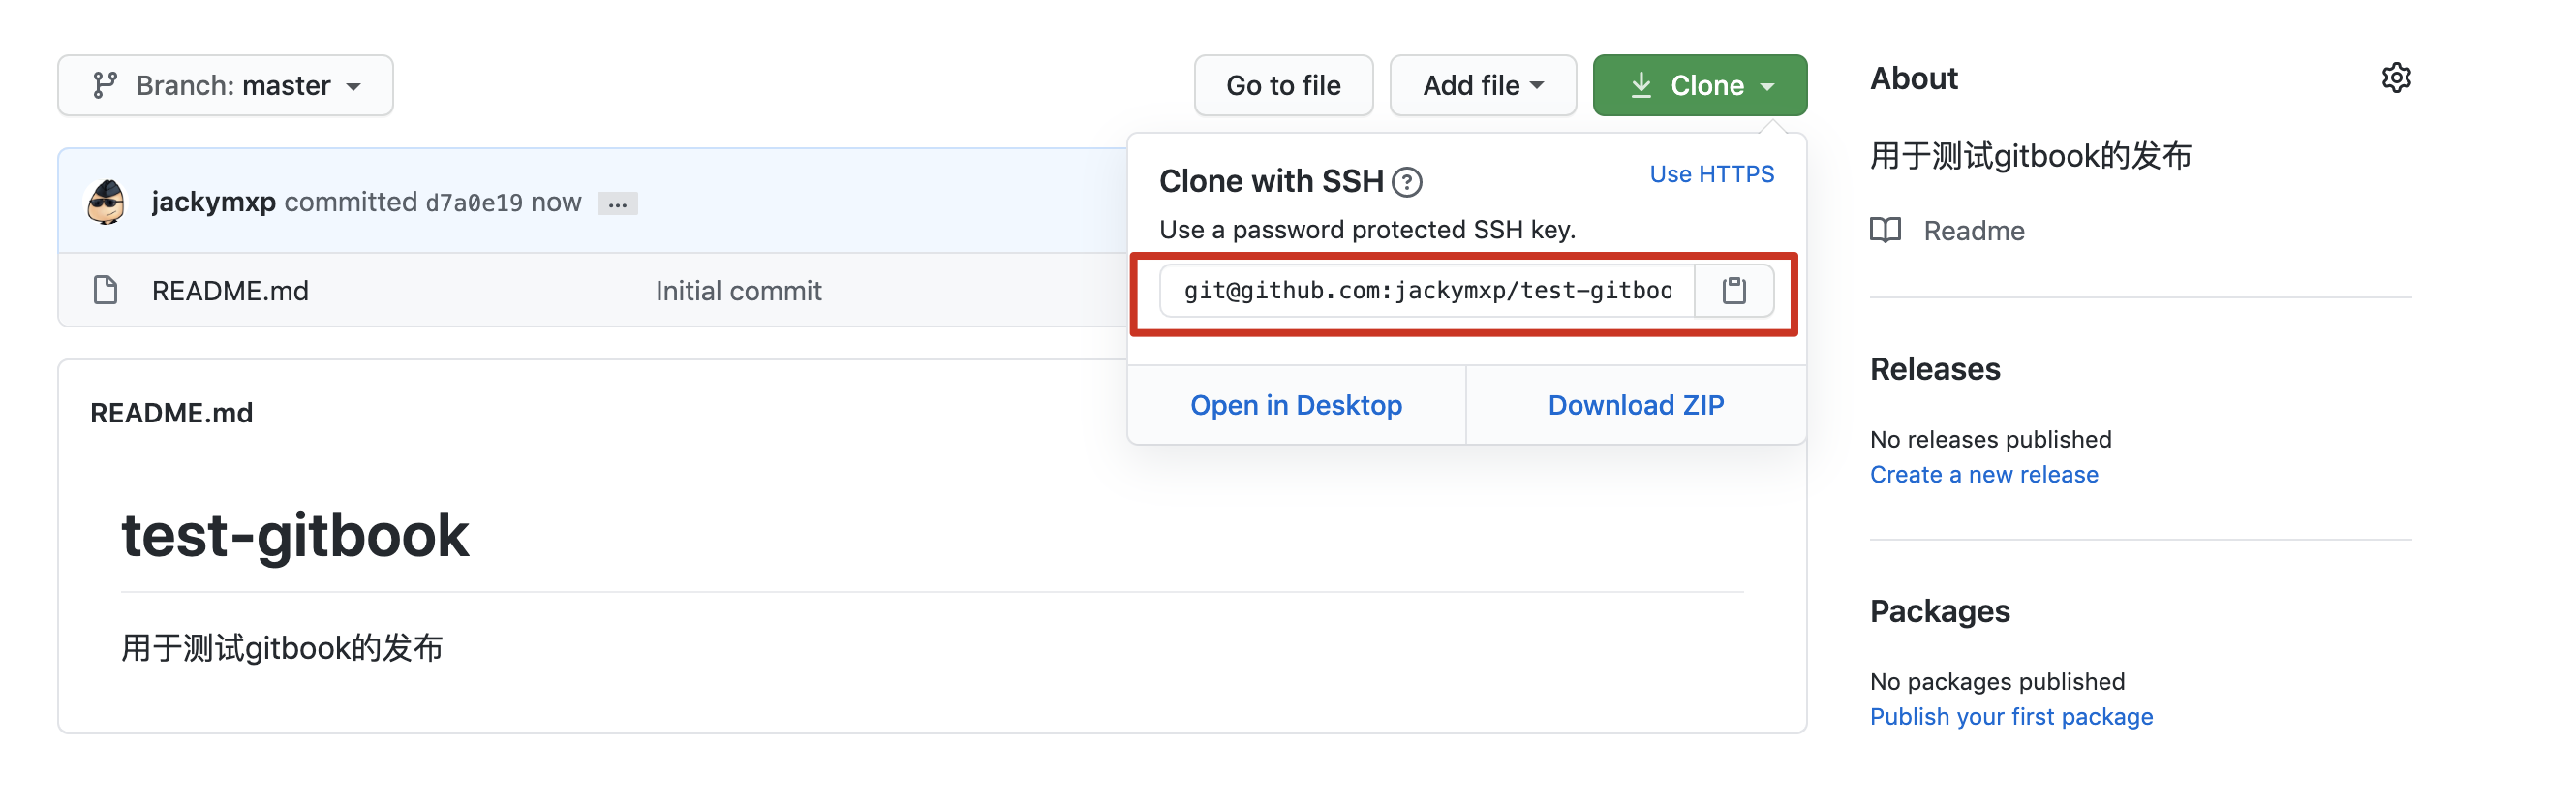 Branch: master
Go to file
Add file
Clone
jackymxp committed d7a0e19 now ...
README.md
Initial commit
Clone with SSH ?
Use HTTPS
Use a password protected SSH key.
git@github.com:jackymxp/test-gitboo
Open in Desktop
Download ZIP
README.md
test-gitbook
用于测试gitbook的发布
About
用于测试gitbook的发布
Readme
Releases
No releases published
Create a new release
Packages
No packages published
Publish your first package